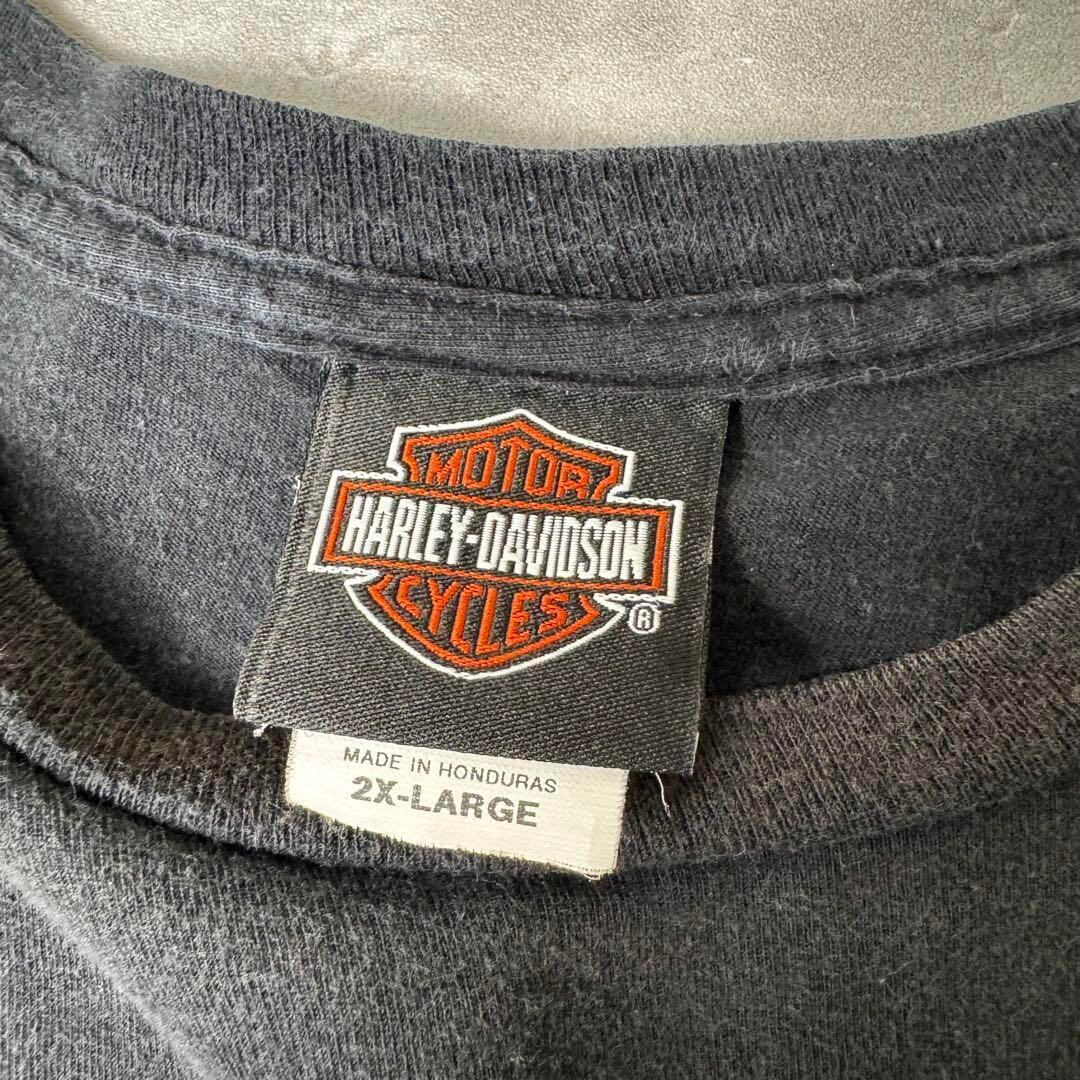 MOTOR
HARLEY-DAVIDSON
CYCLES
®
MADE IN HONDURAS
2X-LARGE